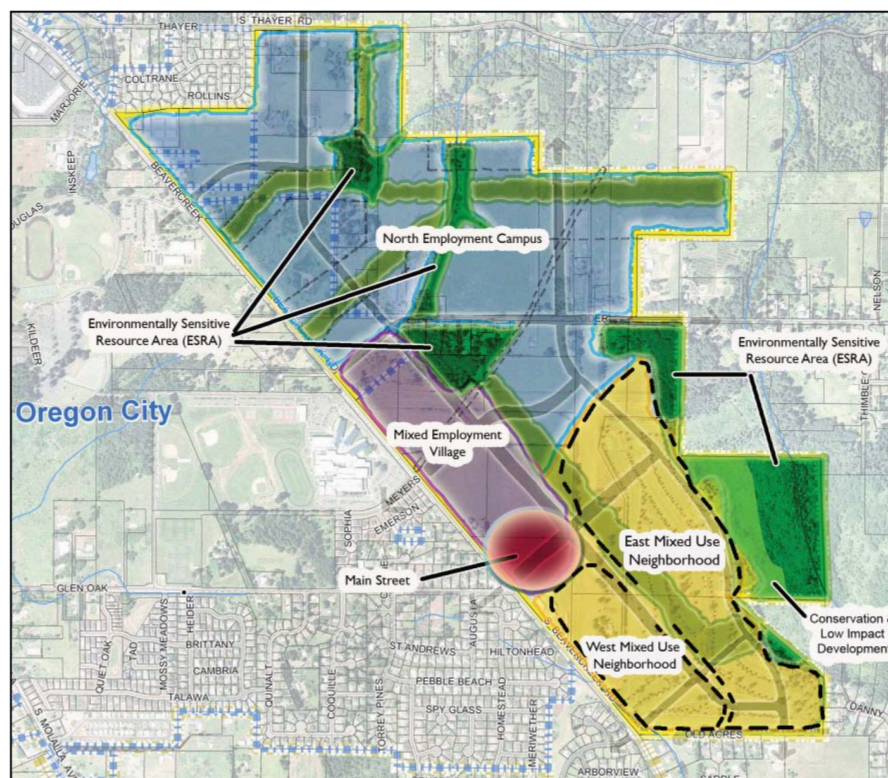 S THAYER RD
THAYER
COLTRANE
ROLLINS
MARJORIE
BEAVERCREEK
INSKEEP
DOUGLAS
North Employment Campus
NELSON
KILDEER
Environmentally Sensitive
Resource Area (ESRA)
Environmentally Sensitive
Resource Area (ESRA)
THIMBLE
Oregon City
Mixed Employment
Village
MEYERS
EMERSON
SOPHIA
East Mixed Use
Neighborhood
Main Street
GLEN OAK
AUGUSTA
Conservation &
Low Impact
Development
HEIDER
MOSSY MEADOWS
TAD
QUIET OAK
BRITTANY
CAMBRIA
TALAWA
QUINALT
COQUILLE
TORREY PINES
ST ANDREWS
HILTONHEAD
PEBBLE BEACH
SPY GLASS
HOMESTEAD
MERIWETHER
West Mixed Use
Neighborhood
DANNY
OLD ACRES
S MOLALLA AV
ARBORVIEW